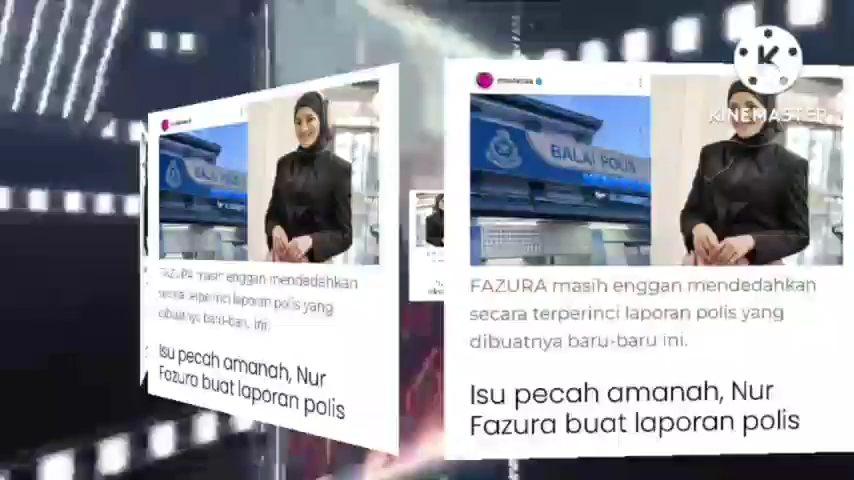 KINEMASTER
BALAI POLIS
BALAI POLIS
FAZURA masih enggan mendedahkan
secara terperinci laporan polis yang
dibuatnya baru-baru ini.
Isu pecah amanah, Nur
Fazura buat laporan polis
FAZURA masih enggan mendedahkan
secara terperinci laporan polis yang
dibuatnya baru-baru ini.
Isu pecah amanah, Nur
Fazura buat laporan polis